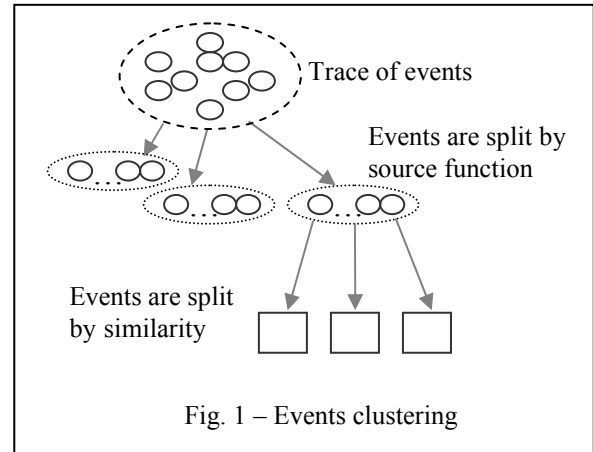 Trace of events
Events are split by
source function
...
...
...
Events are split
by similarity
Fig. 1 – Events clustering